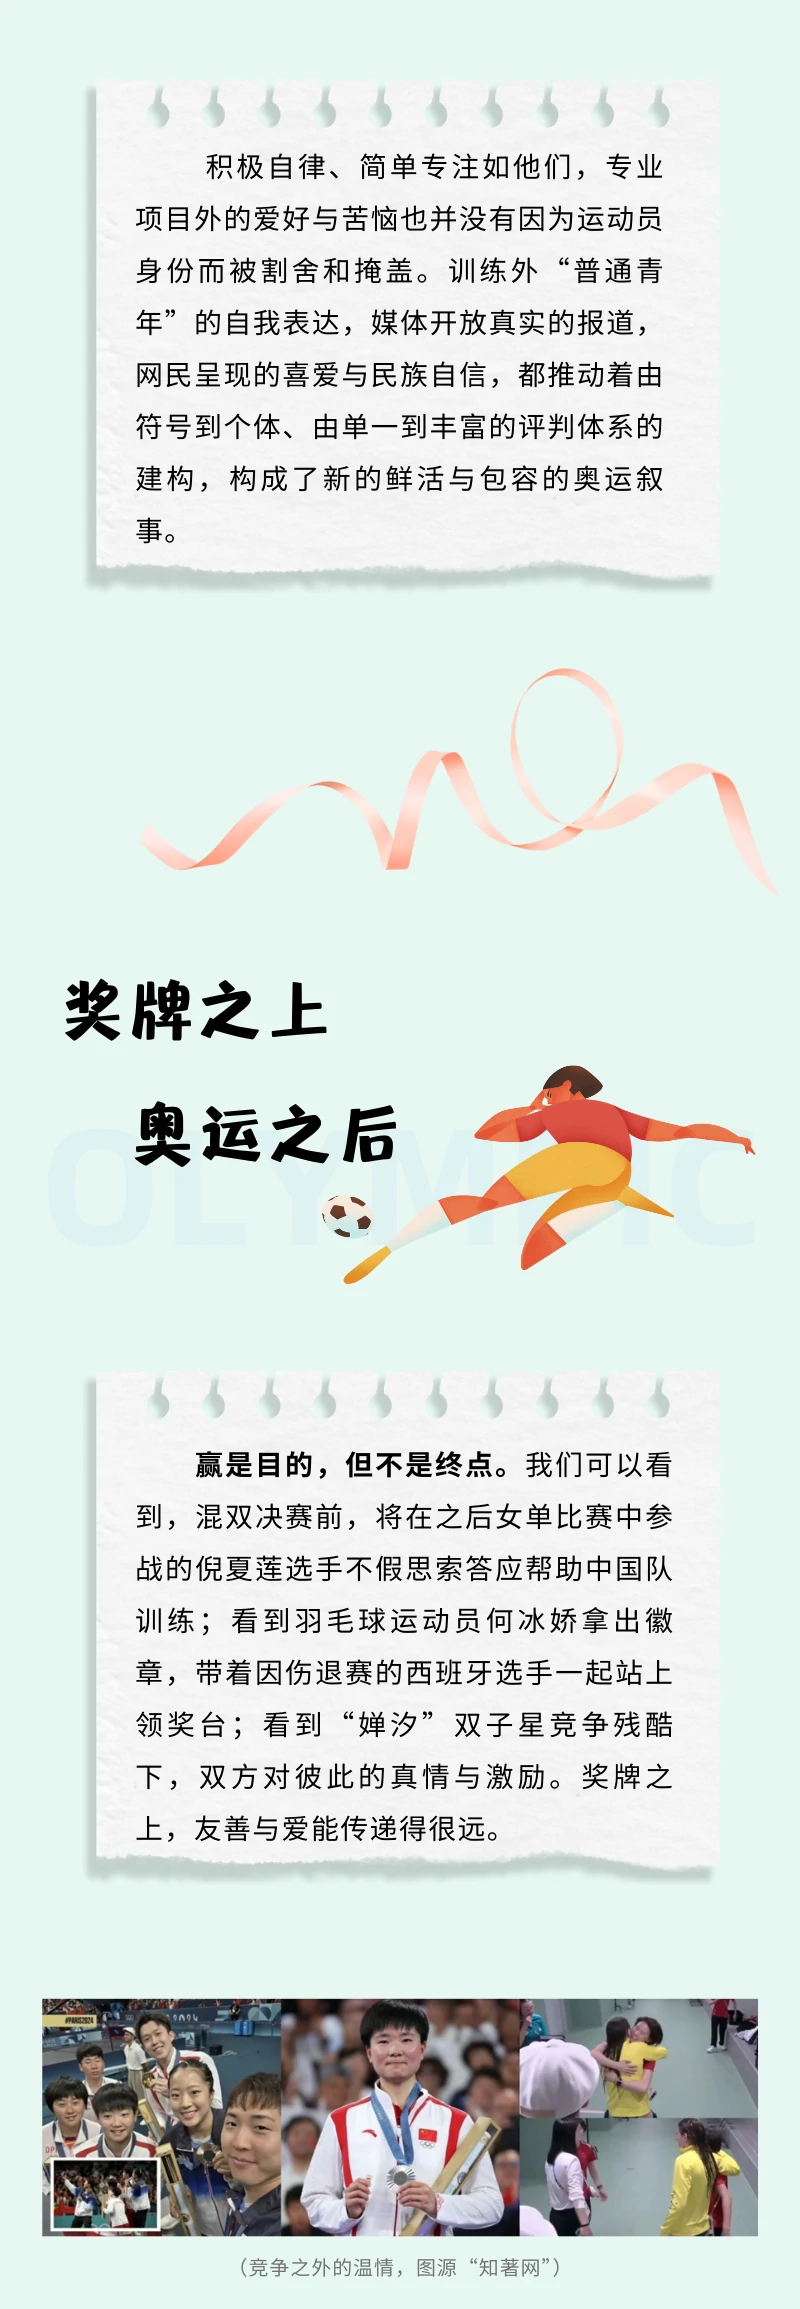 积极自律、简单专注如他们，专业
项目外的爱好与苦恼也并没有因为运动员
身份而被割舍和掩盖。训练外“普通青
年”的自我表达，媒体开放真实的报道，
网民呈现的喜爱与民族自信，都推动着由
符号到个体、由单一到丰富的评判体系的
建构，构成了新的鲜活与包容的奥运叙
事。
奖牌之上
奥运之后
OLYMPIC
赢是目的，但不是终点。我们可以看
到，混双决赛前，将在之后女单比赛中参
战的倪夏莲选手不假思索答应帮助中国队
训练；看到羽毛球运动员何冰娇拿出徽
章，带着因伤退赛的西班牙选手一起站上
领奖台；看到“婵汐”双子星竞争残酷
下，双方对彼此的真情与激励。奖牌之
上，友善与爱能传递得很远。
#PARIS2024
（竞争之外的温情，图源“知著网”）